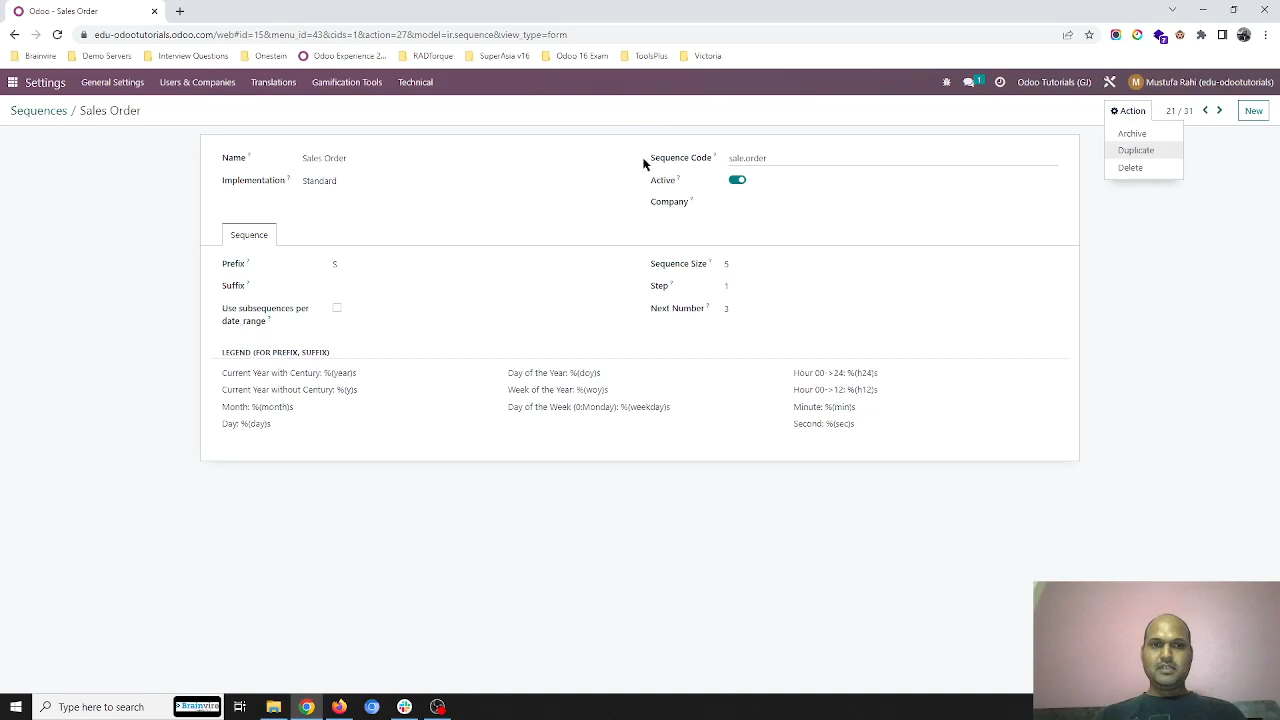 Odoo - Sales Order
edu-odootutorials.odoo.com/web#id=15&menu_id=43&cids=1&action=27&model=ir.sequence&view_type=form
Brainvire Demo Servers Interview Questions Onestein Odoo Experience 2... RADTorque SuperAsia v16 Odoo 16 Exam ToolsPlus Victoria
Settings General Settings Users & Companies Translations Gamification Tools Technical 1 Odoo Tutorials (GJ) M Mustufa Rahi (edu-odootutorials)
Sequences / Sales Order Action 21 / 31 New
Archive
Duplicate
Delete
Name ? Sales Order Sequence Code ? sale.order
Implementation ? Standard Active ?
Company ?
Sequence
Prefix ? S Sequence Size ? 5
Suffix ? Step ? 1
Use subsequences per Next Number ? 3
date_range ?
LEGEND (FOR PREFIX, SUFFIX)
Current Year with Century: %(year)s Day of the Year: %(doy)s Hour 00->24: %(h24)s
Current Year without Century: %(y)s Week of the Year: %(woy)s Hour 00->12: %(h12)s
Month: %(month)s Day of the Week (0:Monday): %(weekday)s Minute: %(min)s
Day: %(day)s Second: %(sec)s
Type here to search > Brainvire